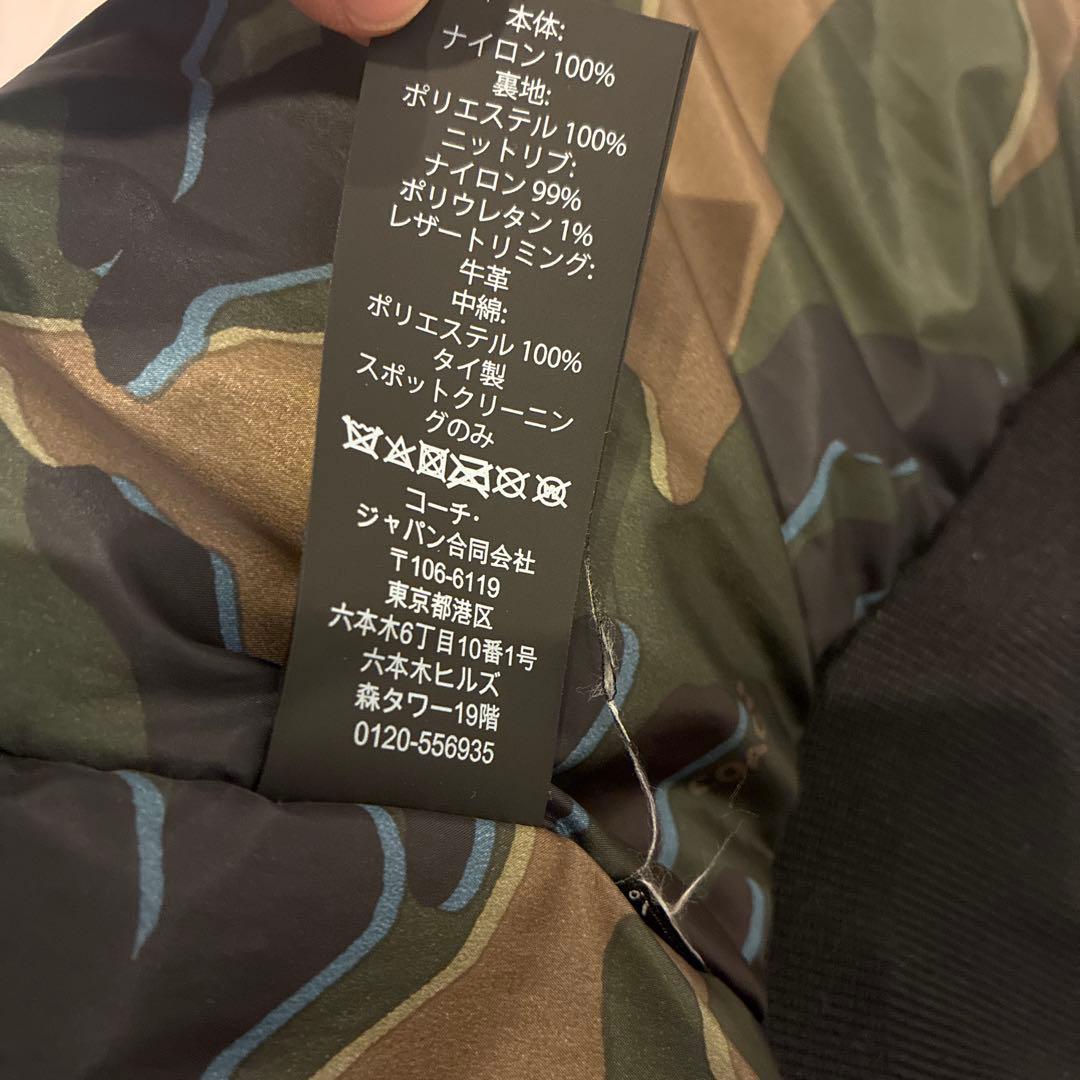 本体:
ナイロン 100%
裏地:
ポリエステル 100%
ニットリブ:
ナイロン 99%
ポリウレタン 1%
レザートリミング:
牛革
中綿:
ポリエステル 100%
タイ製
スポットクリーニン
グのみ
コーチ・
ジャパン合同会社
〒106-6119
東京都港区
六本木6丁目10番1号
六本木ヒルズ
森タワー19階
0120-556935